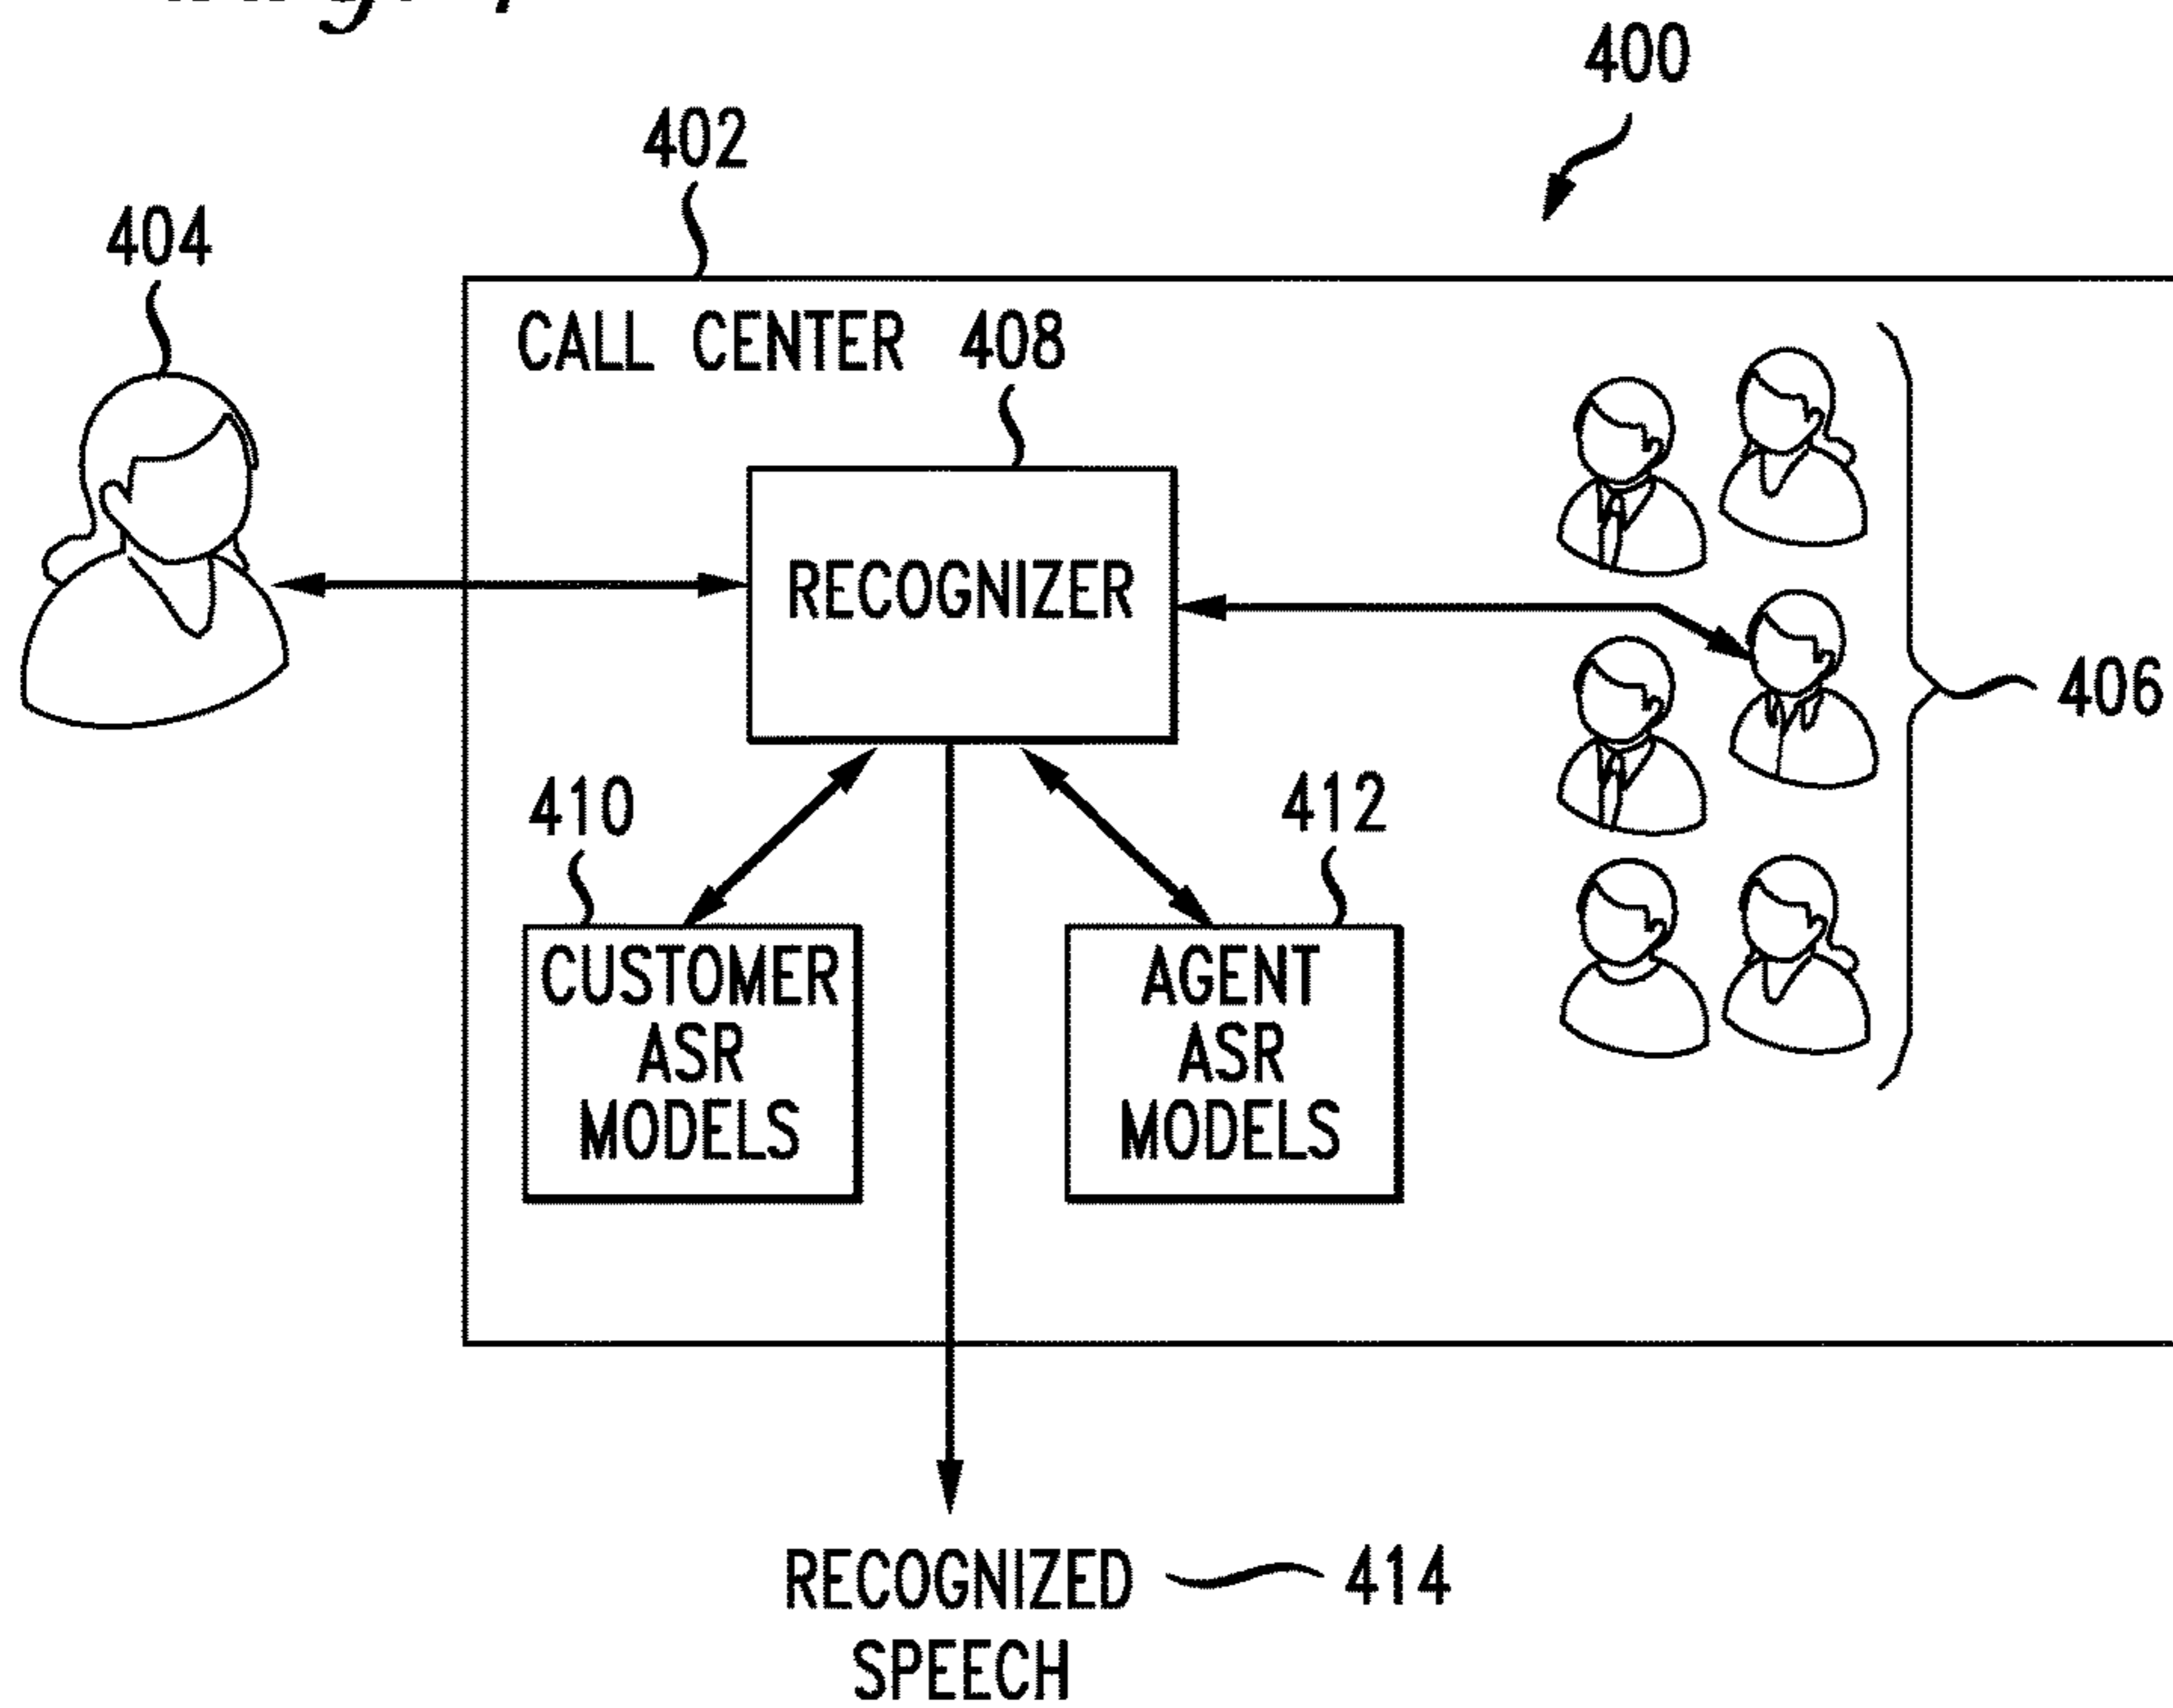 400
402
404
CALL CENTER 408
RECOGNIZER
406
410
412
CUSTOMER
ASR
MODELS
AGENT
ASR
MODELS
RECOGNIZED 414
SPEECH